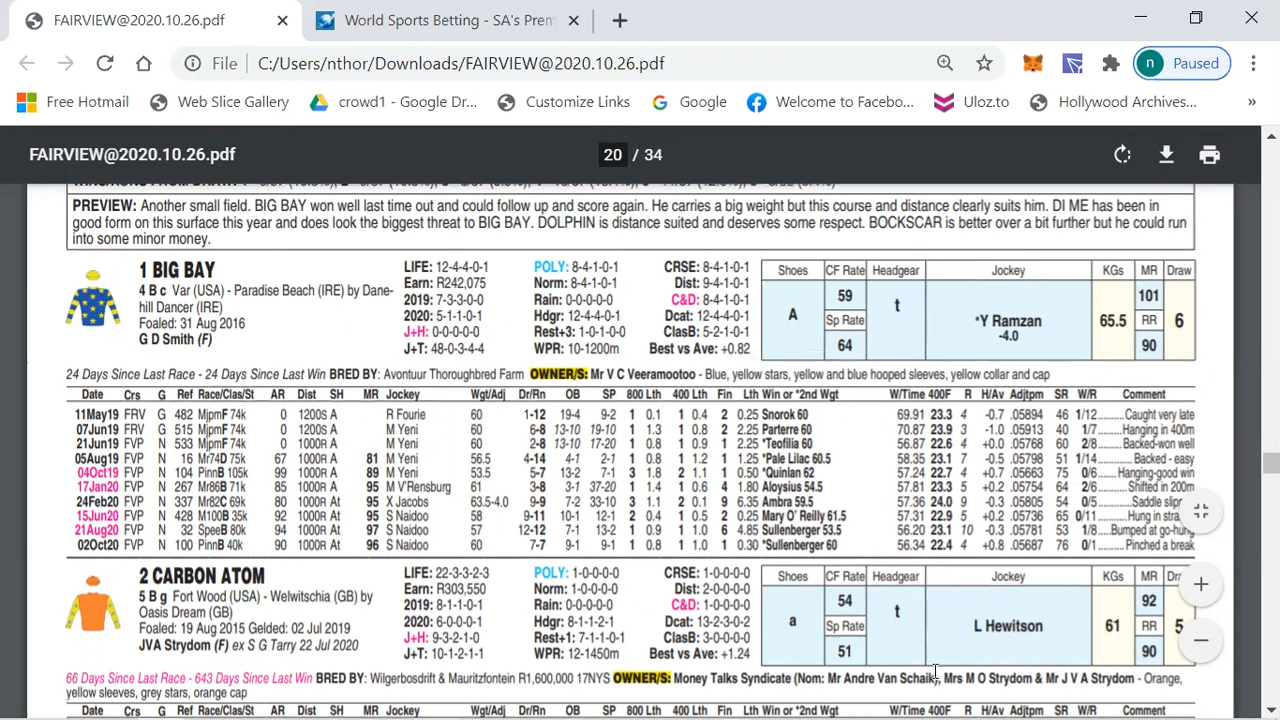 FAIRVIEW@2020.10.26.pdf
World Sports Betting - SA's Prem
File C:/Users/nthor/Downloads/FAIRVIEW@2020.10.26.pdf
n Paused
Free Hotmail Web Slice Gallery crowd1 - Google Dr... Customize Links Google Welcome to Facec... Uloz.to Hollywood Archives... »
FAIRVIEW@2020.10.26.pdf 20 / 34
PREVIEW: Another small field. BIG BAY won well last time out and could follow up and score again. He carries a big weight but this course and distance clearly suits him. DI ME has been in
good form on this surface this year and does look the biggest threat to BIG BAY. DOLPHIN is distance suited and deserves some respect. BOCKSCAR is better over a bit further but he could run
into some minor money.
1 BIG BAY
4 B c Var (USA) - Paradise Beach (IRE) by Dane-
hill Dancer (IRE)
Foaled: 31 Aug 2016
G D Smith (F)
LIFE: 12-4-4-0-1 POLY: 8-4-1-0-1 CRSE: 8-4-1-0-1
Earn: R242,075 Norm: 8-4-1-0-1 Dist: 9-4-1-0-1
2019: 7-3-3-0-0 Rain: 0-0-0-0-0 C&D: 8-4-1-0-1
2020: 5-1-1-0-1 Hdgr: 12-4-4-0-1 Dcat: 12-4-4-0-1
J+H: 0-0-0-0-0 Rest+3: 1-0-1-0-0 ClasB: 5-2-1-0-1
J+T: 48-0-3-4-4 WPR: 10-1200m Best vs Ave: +0.82
Shoes CF Rate Headgear Jockey KGs MR Draw
A 59 Sp Rate 64 t *Y Ramzan -4.0 65.5 101 RR 90 6
24 Days Since Last Race - 24 Days Since Last Win BRED BY: Avontuur Thoroughbred Farm OWNER/S: Mr V C Veeramootoo - Blue, yellow stars, yellow and blue hooped sleeves, yellow collar and cap
Date Crs G Ref Race/Clas/St AR Dist SH MR Jockey Wgt/Adj Dr/Rn OB SP 800 Lth 400 Lth Fin Lth Win or *2nd Wgt W/Time 400F R H/Av Adjtpm SR W/R Comment
11May19 FRV G 482 MjpmF 74k 0 1200S A R Fourie 60 1-12 19-4 9-2 1 0.1 1 0.4 2 0.25 Snorok 60 69.91 23.3 4 -0.7 .05894 46 1/12 Caught very late
07Jun19 FRV G 515 MjpmF 74k 0 1200S A M Yeni 60 6-8 13-10 19-10 1 1.3 1 0.8 2 2.25 Parterre 60 70.87 23.9 3 -1.0 .05913 40 1/7 Hanging in 400m
21Jun19 FVP N 533 MjpmF 74k 0 1000R A M Yeni 60 2-8 13-10 17-20 1 0.8 1 0.9 1 2.25 *Teofilia 60 56.87 22.6 4 +0.0 .05768 60 2/8 Backed-won well
05Aug19 FVP N 16 Mr74D 75k 67 1000R A 81 M Yeni 56.5 4-14 4-1 2-1 1 0.8 1 1.2 1 1.25 *Pale Lilac 60.5 58.35 23.1 7 -0.5 .05798 51 1/14 Backed - easy
04Oct19 FVP N 104 PinnB 105k 99 1000R A 89 M Yeni 53.5 5-7 13-2 7-1 3 1.8 2 1.1 1 0.50 *Quinlan 62 57.24 22.7 4 +0.7 .05663 75 0/6 Hanging-good win
17Jan20 FVP N 267 Mr86B 71k 85 1000R A 95 M V'Rensburg 61 3-8 3-1 37-20 1 1.4 1 0.6 4 1.80 Aloysius 54.5 57.81 23.3 5 +0.2 .05754 64 2/6 Shifted in 200m
24Feb20 FVP N 337 Mr82C 69k 80 1000R At 95 X Jacobs 63.5-4.0 9-9 7-2 33-10 3 1.1 2 0.1 9 6.35 Ambra 59.5 57.36 24.0 9 -0.3 .05805 54 0/5 Saddle slipp
15Jun20 FVP N 428 M100B 35k 92 1000R At 95 S Naidoo 58 9-11 10-1 12-1 2 0.4 1 0.5 2 0.25 Mary O' Reilly 61.5 57.31 22.9 5 +0.2 .05736 65 0/11 Hung in stra
21Aug20 FVP N 32 SpeeB 80k 94 1000R At 97 S Naidoo 57 12-12 7-1 13-2 1 0.9 1 1.0 6 4.85 Sullenberger 53.5 56.20 23.1 R -0.3 .05781 53 1/8 Bumped at go-hung
02Oct20 FVP N 100 PinnB 40k 90 1000R At 96 S Naidoo 60 7-7 9-1 9-1 1 0.8 1 1.0 1 0.30 *Sullenberger 60 56.34 22.4 4 +0.8 .05687 76 0/1 Pinched a break
2 CARBON ATOM
5 B g Fort Wood (USA) - Welwitschia (GB) by
Oasis Dream (GB)
Foaled: 19 Aug 2015 Gelded: 02 Jul 2019
JVA Strydom (F) ex S G Tarry 22 Jul 2020
LIFE: 22-3-3-2-3 POLY: 1-0-0-0-0 CRSE: 1-0-0-0-0
Earn: R303,550 Norm: 1-0-0-0-0 Dist: 2-0-0-0-0
2019: 8-1-1-0-1 Rain: 0-0-0-0-0 C&D: 1-0-0-0-0
2020: 6-0-0-0-1 Hdgr: 8-1-1-2-1 Dcat: 13-2-3-0-2
J+H: 9-3-2-1-0 Rest+1: 7-1-1-0-1 ClasB: 3-0-0-0-0
J+T: 10-1-2-1-1 WPR: 12-1450m Best vs Ave: +1.24
Shoes CF Rate Headgear Jockey KGs MR
a 54 Sp Rate 51 t L Hewitson 61 92 RR 90 5
66 Days Since Last Race - 643 Days Since Last Win BRED BY: Wilgerbosdrift & Mauritzfontein R1,600,000 17NYS OWNER/S: Money Talks Syndicate (Nom: Mr Andre Van Schaik), Mrs M O Strydom & Mr J V A Strydom - Orange,
yellow sleeves, grey stars, orange cap
Date Crs G Ref Race/Clas/St AR Dist SH MR Jockey Wgt/Adj Dr/Rn OB SP 800 Lth 400 Lth Fin Lth Win or *2nd Wgt W/Time 400F R H/Av Adjtpm SR W/R Comment